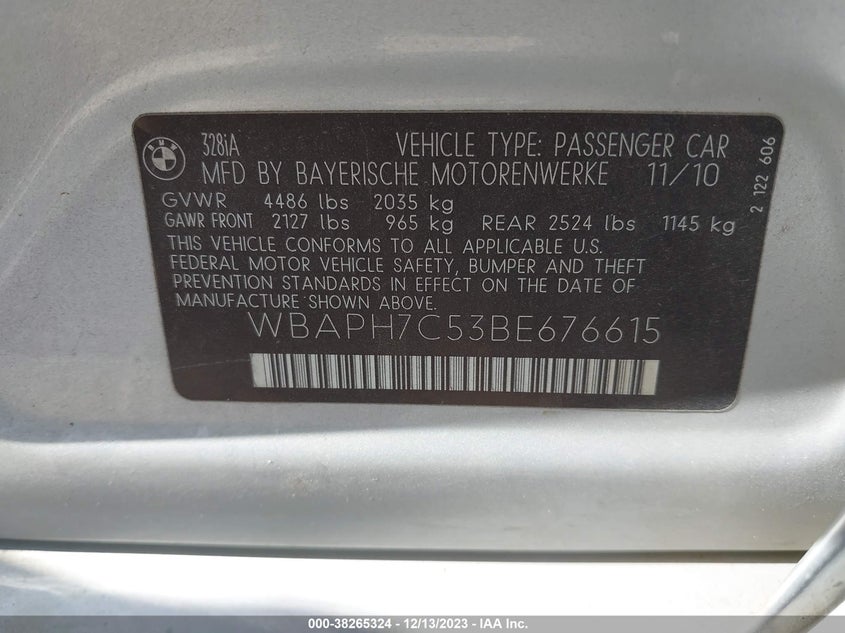 BMW
328iA VEHICLE TYPE: PASSENGER CAR
MFD BY BAYERISCHE MOTORENWERKE 11/10
GVWR 4486 lbs 2035 kg
GAWR FRONT 2127 lbs 965 kg REAR 2524 lbs 1145 kg
THIS VEHICLE CONFORMS TO ALL APPLICABLE U.S.
FEDERAL MOTOR VEHICLE SAFETY, BUMPER AND THEFT
PREVENTION STANDARDS IN EFFECT ON THE DATE OF
MANUFACTURE SHOWN ABOVE.
WBAPH7C53BE676615
2 122 606
000-38265324 - 12/13/2023 - IAA Inc.